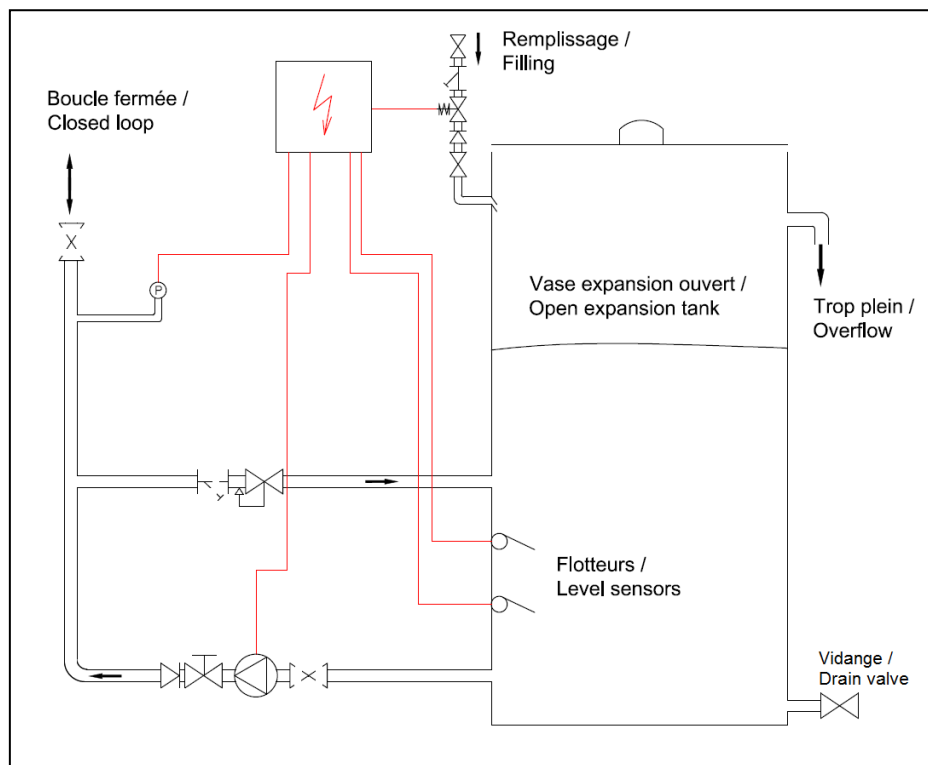 Remplissage /
Filling
Boucle fermée /
Closed loop
P
Vase expansion ouvert /
Open expansion tank
Trop plein /
Overflow
Flotteurs /
Level sensors
Vidange /
Drain valve